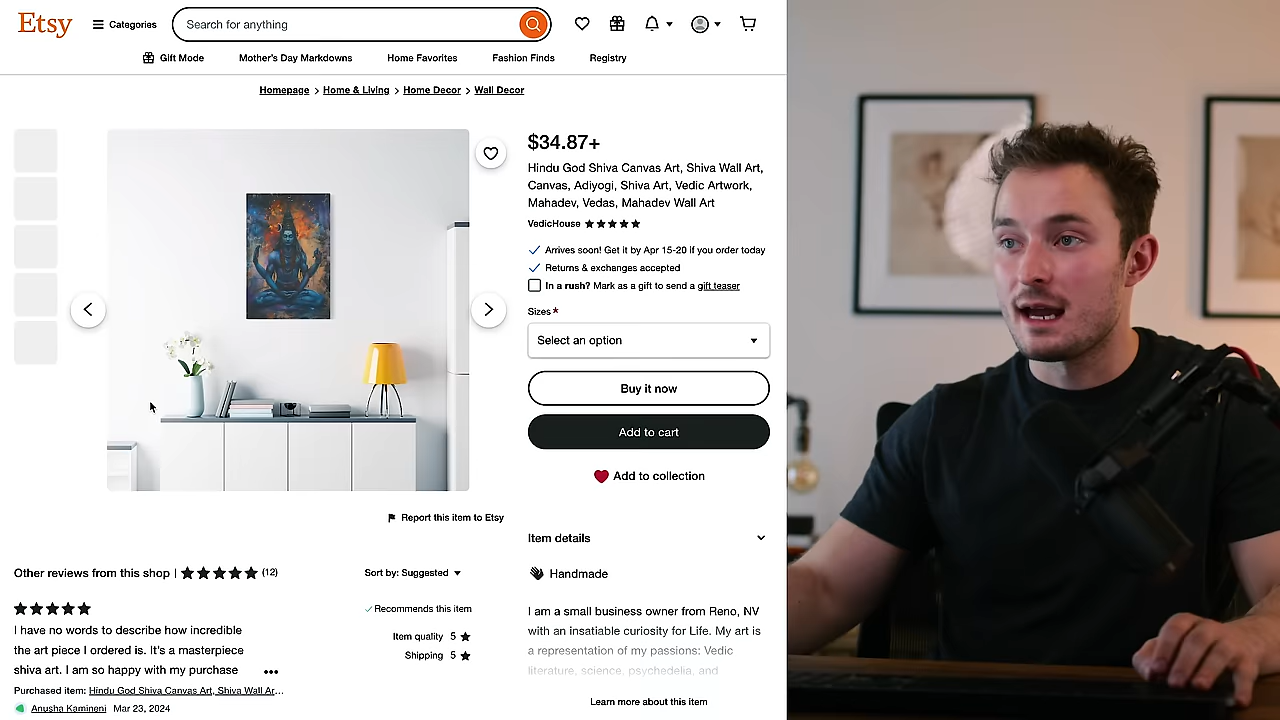 Etsy
Categories
Search for anything
Gift Mode
Mother's Day Markdowns
Home Favorites
Fashion Finds
Registry
Homepage > Home & Living > Home Decor > Wall Decor
$34.87+
Hindu God Shiva Canvas Art, Shiva Wall Art,
Canvas, Adiyogi, Shiva Art, Vedic Artwork,
Mahadev, Vedas, Mahadev Wall Art
VedicHouse
Arrives soon! Get it by Apr 15-20 if you order today
Returns & exchanges accepted
In a rush? Mark as a gift to send a gift teaser
Sizes*
Select an option
Buy it now
Add to cart
Add to collection
Report this item to Etsy
Item details
Handmade
I am a small business owner from Reno, NV
with an insatiable curiosity for Life. My art is
a representation of my passions: Vedic
literature, science, psychedelia, and
Learn more about this item
Other reviews from this shop | (12)
Sort by: Suggested
Recommends this item
I have no words to describe how incredible
the art piece I ordered is. It's a masterpiece
shiva art. I am so happy with my purchase
Item quality 5
Shipping 5
Purchased item: Hindu God Shiva Canvas Art, Shiva Wall Ar...
Anusha Kamineni Mar 23, 2024